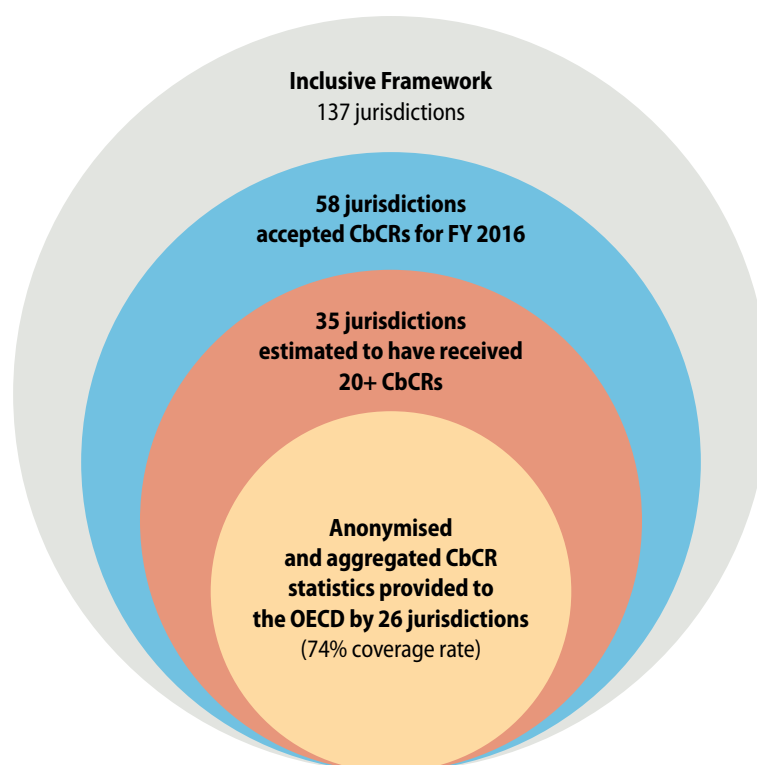 Inclusive Framework
137 jurisdictions
58 jurisdictions
accepted CbCRs for FY 2016
35 jurisdictions
estimated to have received
20+ CbCRs
Anonymised
and aggregated CbCR
statistics provided to
the OECD by 26 jurisdictions
(74% coverage rate)